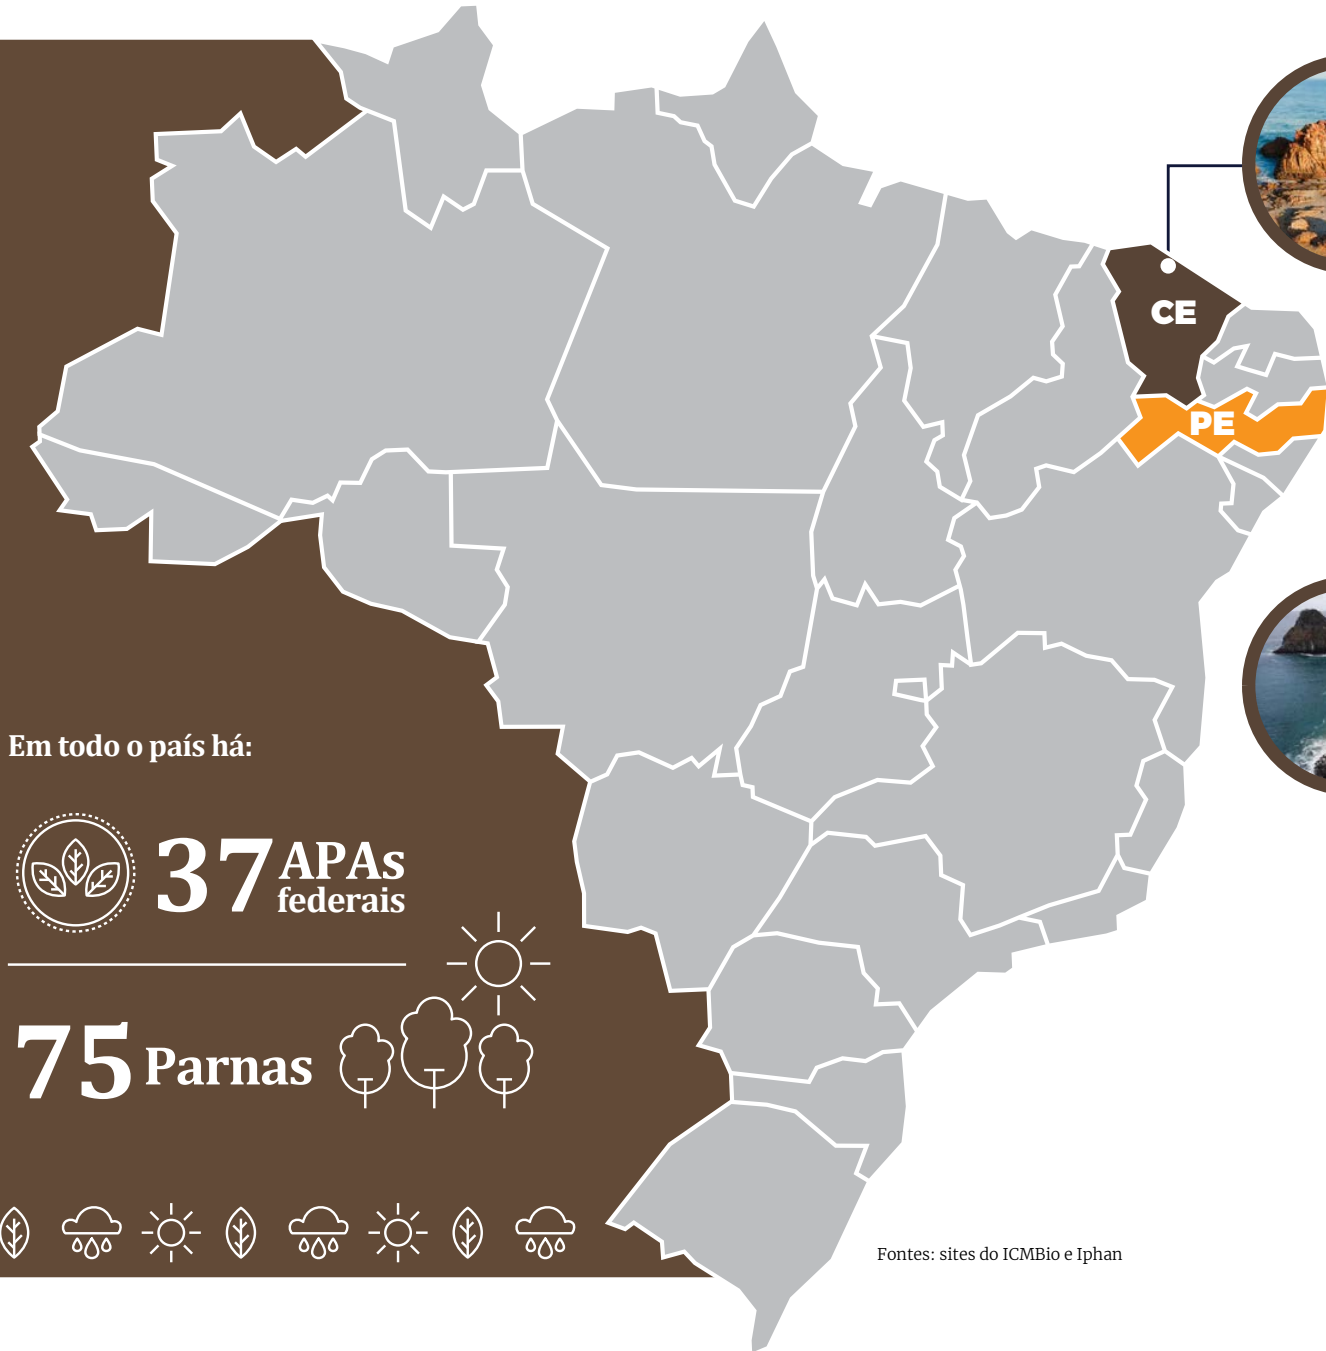 CE
PE
Em todo o país há:
37 APAs
federais
75 Parnas
Fontes: sites do ICMBio e Iphan